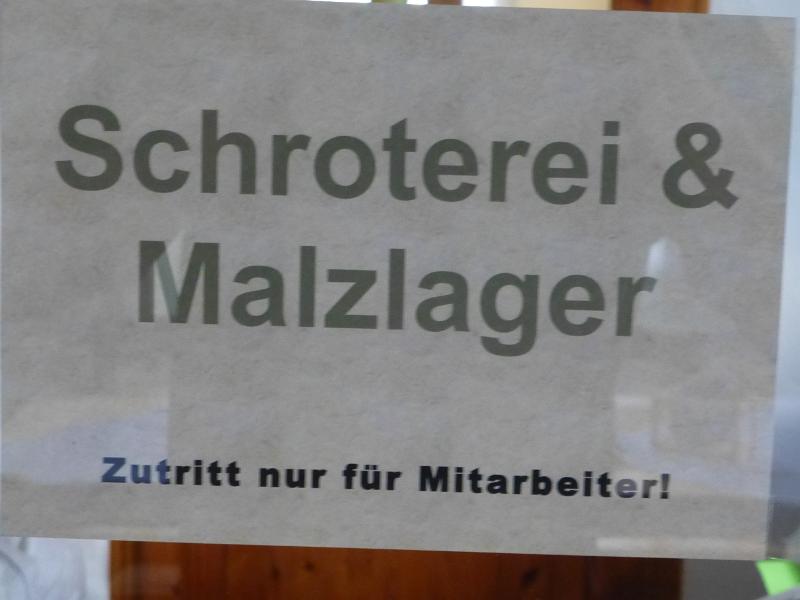 Schroterei &
Malzlager
Zutritt nur für Mitarbeiter!